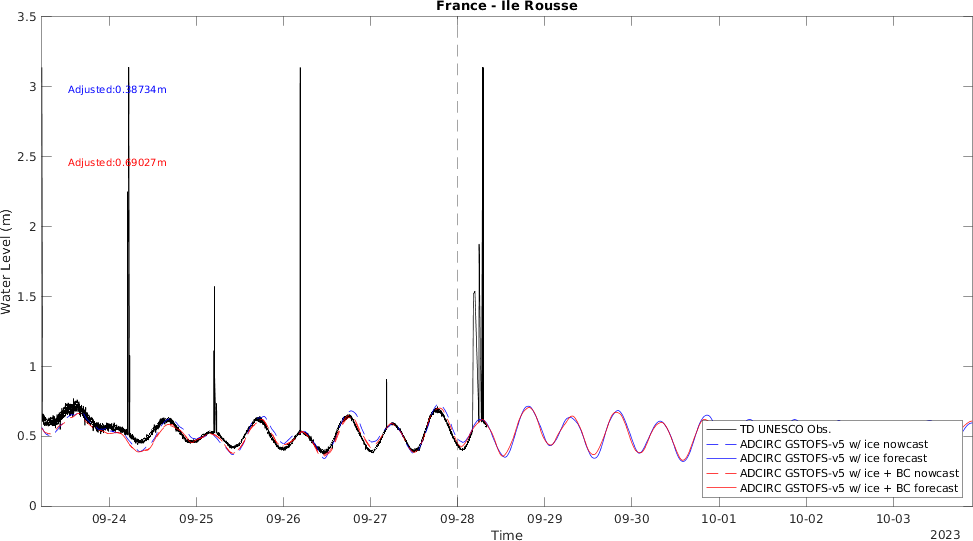 France - Ile Rousse
3.5
3
2.5
2
1.5
1
0.5
0
Water Level (m)
Adjusted:0.38734m
Adjusted:0.69027m
TD UNESCO Obs.
ADCIRC GSTOFS-v5 w/ ice nowcast
ADCIRC GSTOFS-v5 w/ ice forecast
ADCIRC GSTOFS-v5 w/ ice + BC nowcast
ADCIRC GSTOFS-v5 w/ ice + BC forecast
09-24 09-25 09-26 09-27 09-28 09-29 09-30 10-01 10-02 10-03
Time
2023